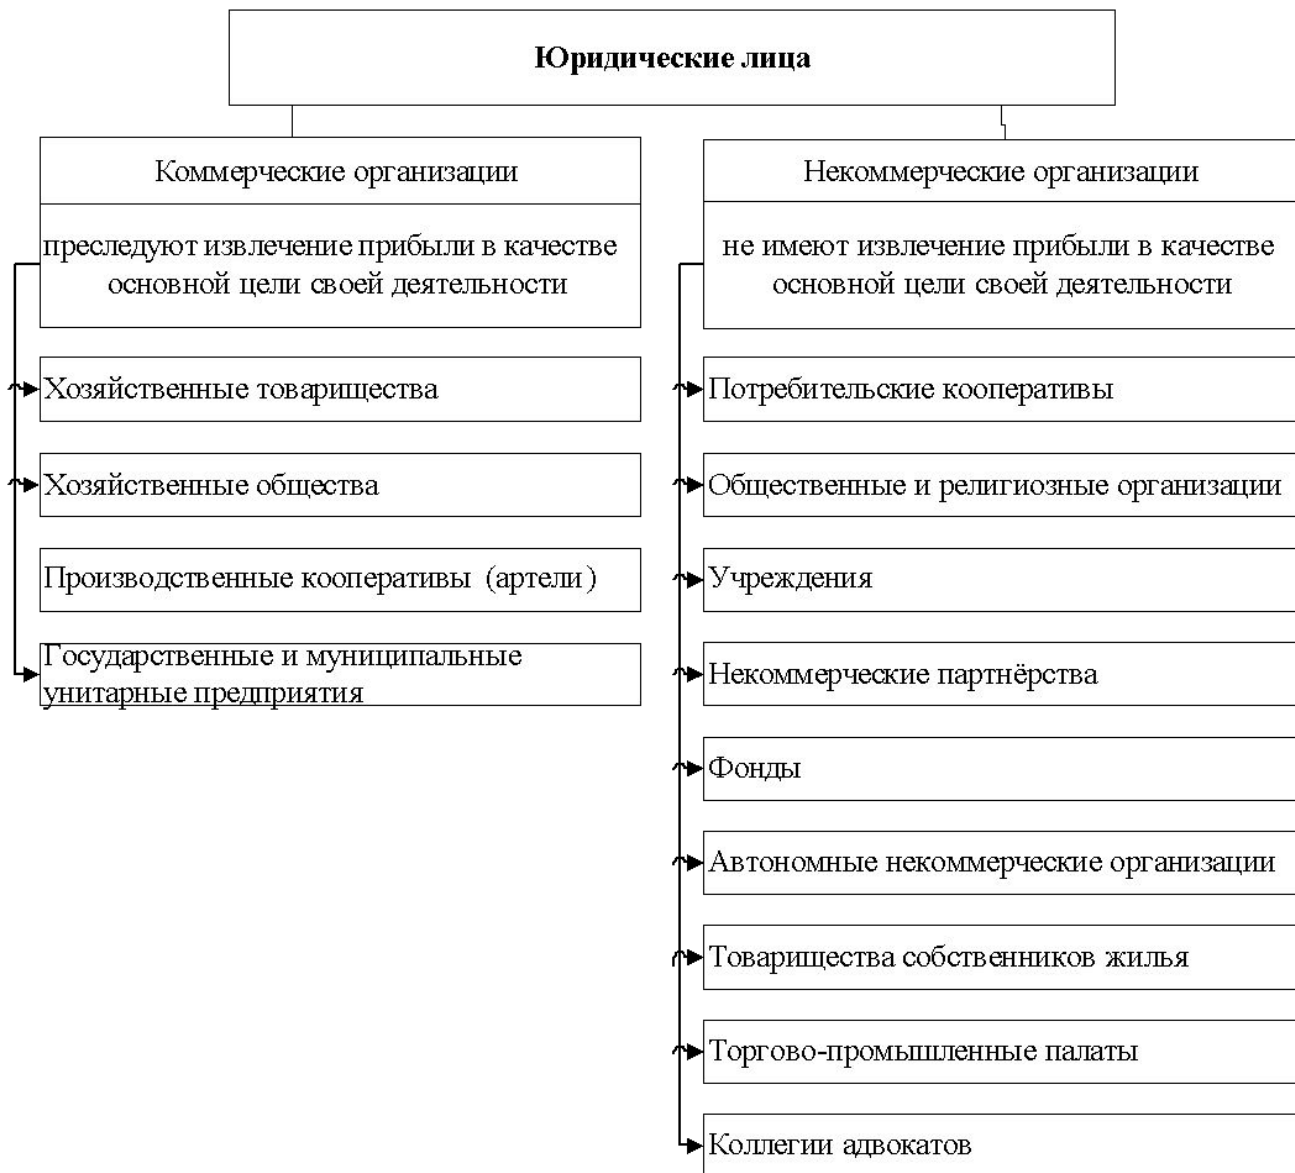 Юридические лица
Коммерческие организации
преследуют извлечение прибыли в качестве
основной цели своей деятельности
Хозяйственные товарищества
Хозяйственные общества
Производственные кооперативы (артели)
Государственные и муниципальные
унитарные предприятия
Некоммерческие организации
не имеют извлечение прибыли в качестве
основной цели своей деятельности
Потребительские кооперативы
Общественные и религиозные организации
Учреждения
Некоммерческие партнёрства
Фонды
Автономные некоммерческие организации
Товарищества собственников жилья
Торгово-промышленные палаты
Коллегии адвокатов